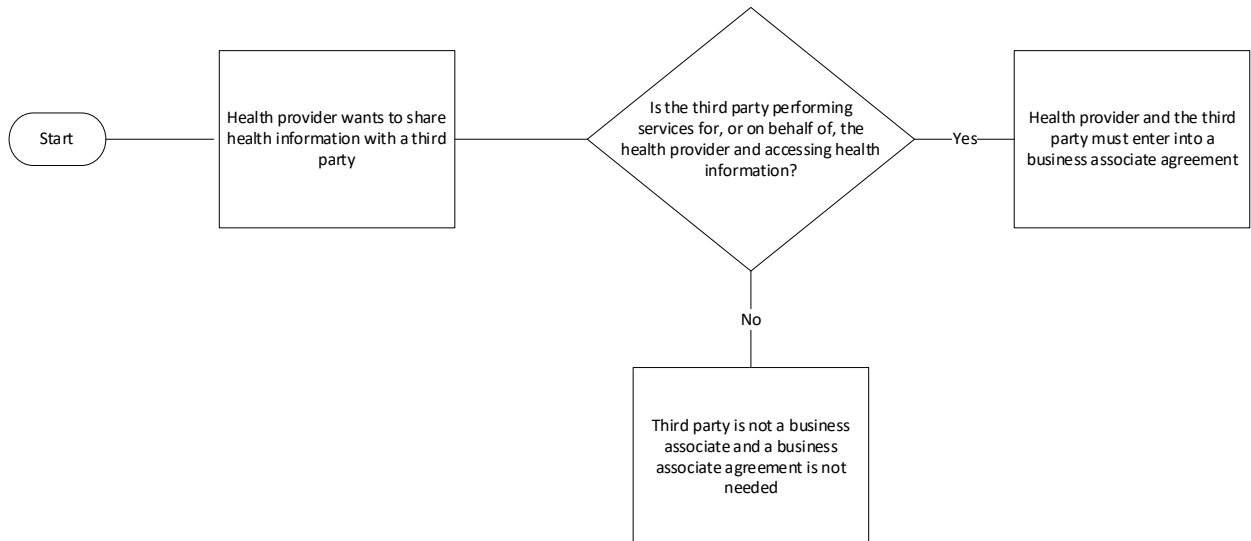 Start
Health provider wants to share
health information with a third
party
Is the third party performing
services for, or on behalf of, the
health provider and accessing health
information?
Yes
Health provider and the third
party must enter into a
business associate agreement
No
Third party is not a business
associate and a business
associate agreement is not
needed